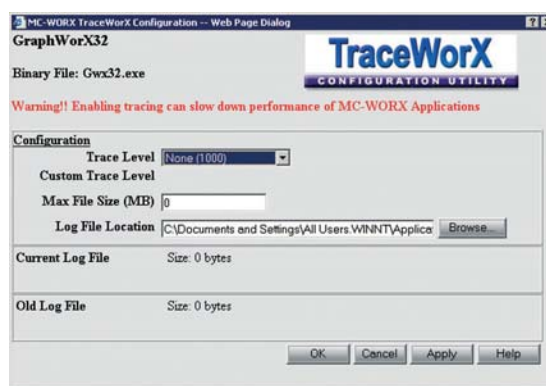 MC-WORX TraceWorX Configuration -- Web Page Dialog
GraphWorX32
TraceWorX
CONFIGURATION UTILITY
Binary File: Gwx32.exe
Warning!! Enabling tracing can slow down performance of MC-WORX Applications
Configuration
Trace Level None (1000)
Custom Trace Level
Max File Size (MB) 0
Log File Location C:\Documents and Settings\All Users.WINNT\Applica Browse...
Current Log File Size: 0 bytes
Old Log File Size: 0 bytes
OK Cancel Apply Help